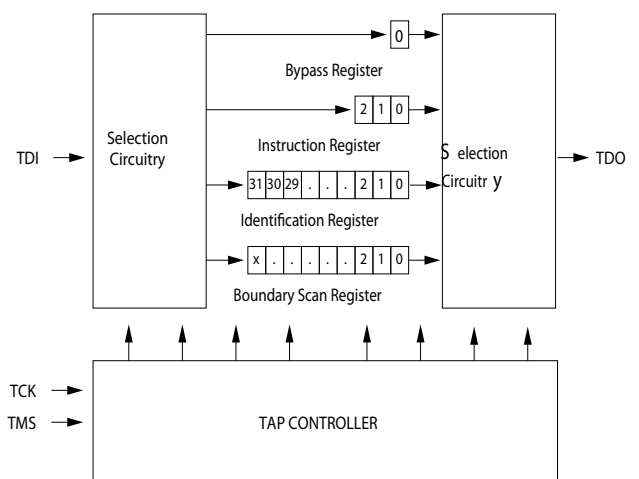 0
Bypass Register
2 1 0
Selection
Circuitry
Instruction Register
S election
Circuitr y
TDI
TDO
31 30 29 . . . 2 1 0
Identification Register
x . . . . . 2 1 0
Boundary Scan Register
TCK
TMS
TAP CONTROLLER